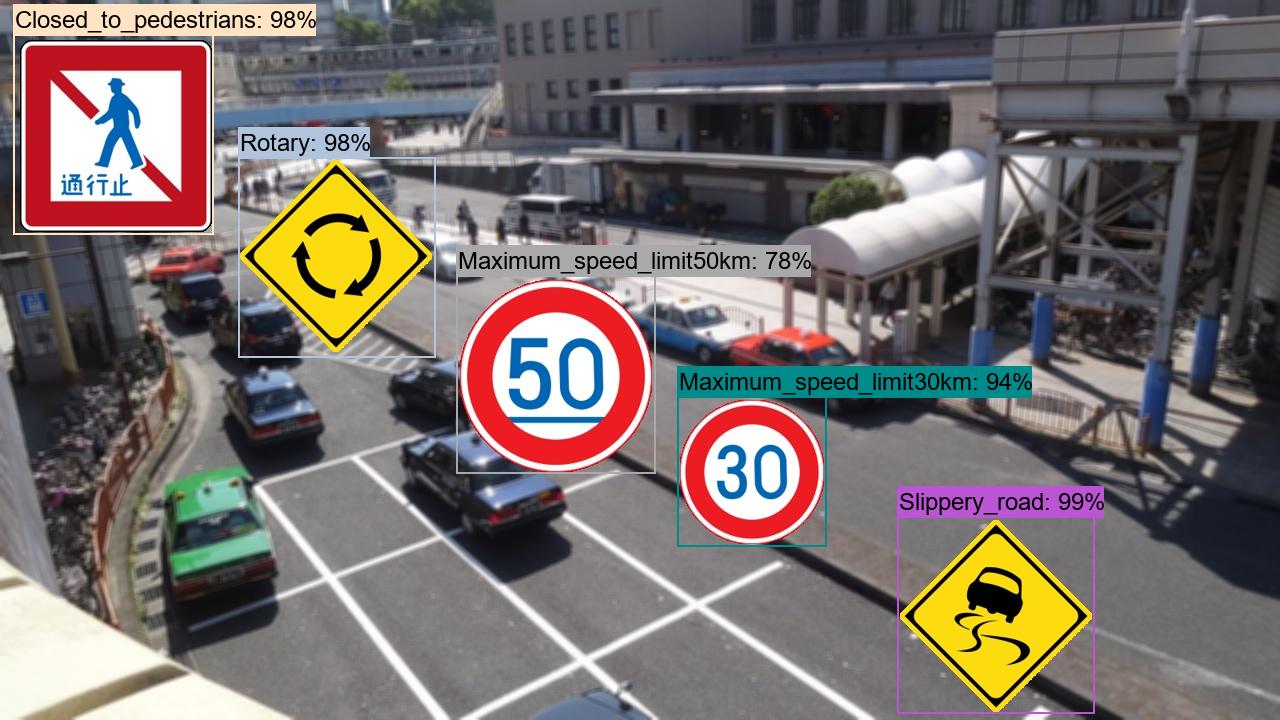 Closed_to_pedestrians: 98%
通行止
Rotary: 98%
Maximum_speed_limit50km: 78%
50
Maximum_speed_limit30km: 94%
30
Slippery_road: 99%